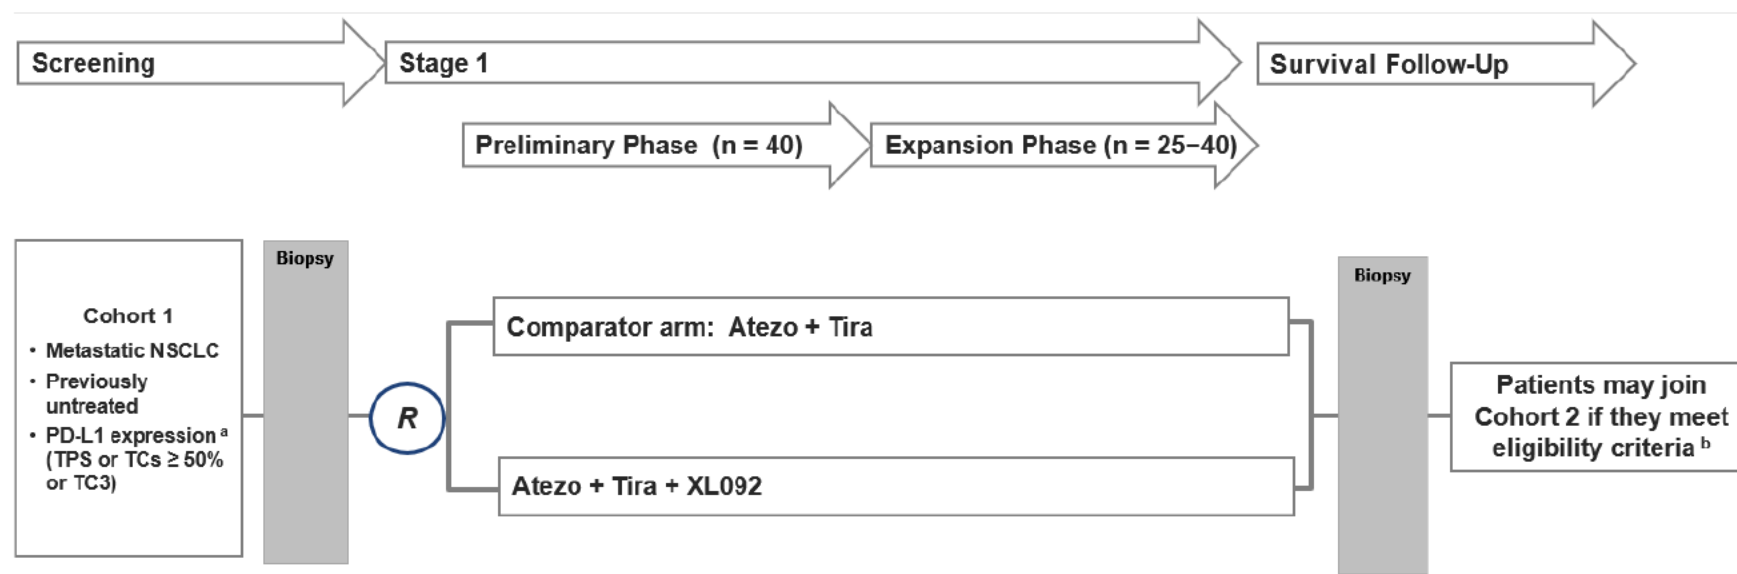 Screening
Stage 1
Survival Follow-Up
Preliminary Phase (n = 40)
Expansion Phase (n = 25–40)
Cohort 1
• Metastatic NSCLC
• Previously
untreated
• PD-L1 expression a
(TPS or TCs ≥ 50%
or TC3)
Biopsy
R
Comparator arm: Atezo + Tira
Atezo + Tira + XL092
Biopsy
Patients may join
Cohort 2 if they meet
eligibility criteria b